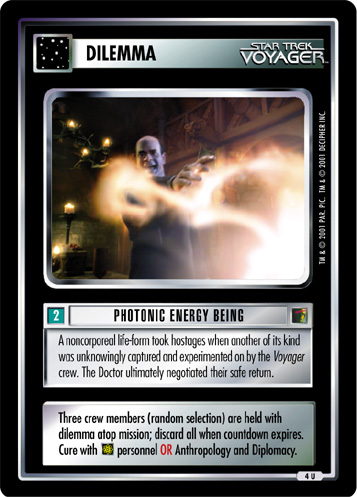 DILEMMA
STAR TREK
VOYAGER
TM & © 2001 PAR. PIC. TM & © 2001 DECIPHER INC.
2 PHOTONIC ENERGY BEING
A noncorporeal life-form took hostages when another of its kind
was unknowingly captured and experimented on by the Voyager
crew. The Doctor ultimately negotiated their safe return.
Three crew members (random selection) are held with
dilemma atop mission; discard all when countdown expires.
Cure with personnel OR Anthropology and Diplomacy.
4 U